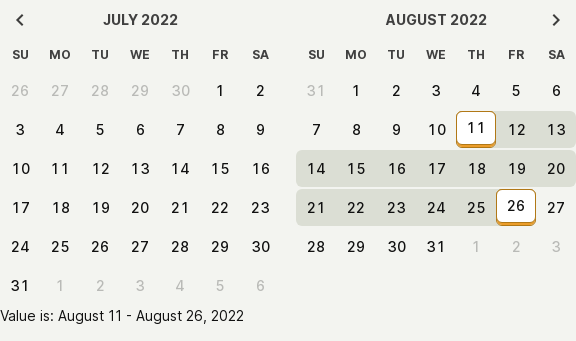 JULY 2022
SU MO TU WE TH FR SA
26 27 28 29 30 1 2
3 4 5 6 7 8 9
10 11 12 13 14 15 16
17 18 19 20 21 22 23
24 25 26 27 28 29 30
31 1 2 3 4 5 6
AUGUST 2022
SU MO TU WE TH FR SA
31 1 2 3 4 5 6
7 8 9 10 11 12 13
14 15 16 17 18 19 20
21 22 23 24 25 26 27
28 29 30 31 1 2 3
Value is: August 11 - August 26, 2022